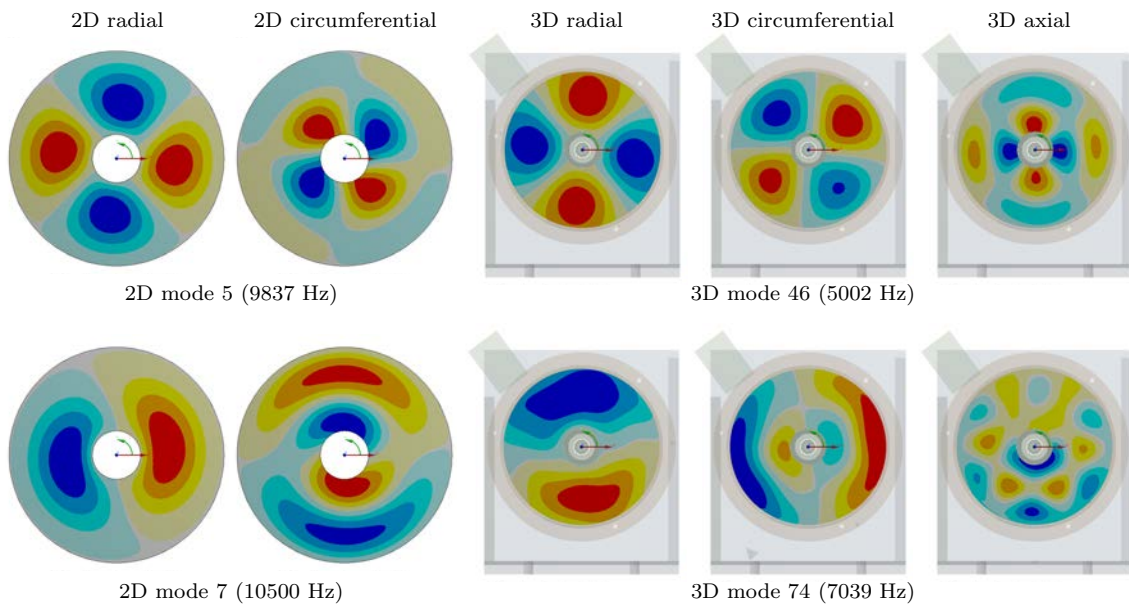 2D radial 2D circumferential 3D radial 3D circumferential 3D axial
2D mode 5 (9837 Hz) 3D mode 46 (5002 Hz)
2D mode 7 (10500 Hz) 3D mode 74 (7039 Hz)